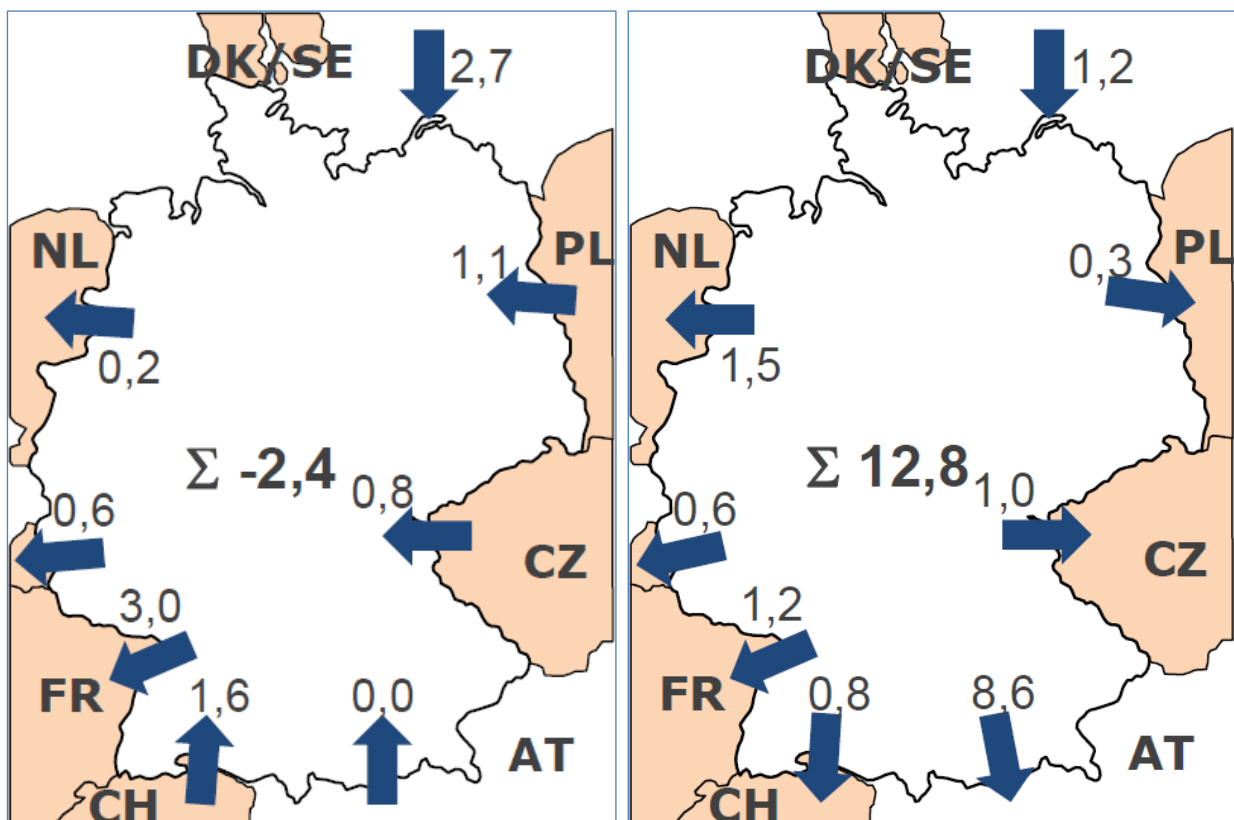 DK/SE
2,7
NL
PL
1,1
0,2
Σ -2,4
0,8
0,6
CZ
3,0
FR
1,6
0,0
AT
CH
DK/SE
1,2
NL
PL
0,3
1,5
Σ 12,8
1,0
0,6
CZ
1,2
FR
0,8
8,6
AT
CH